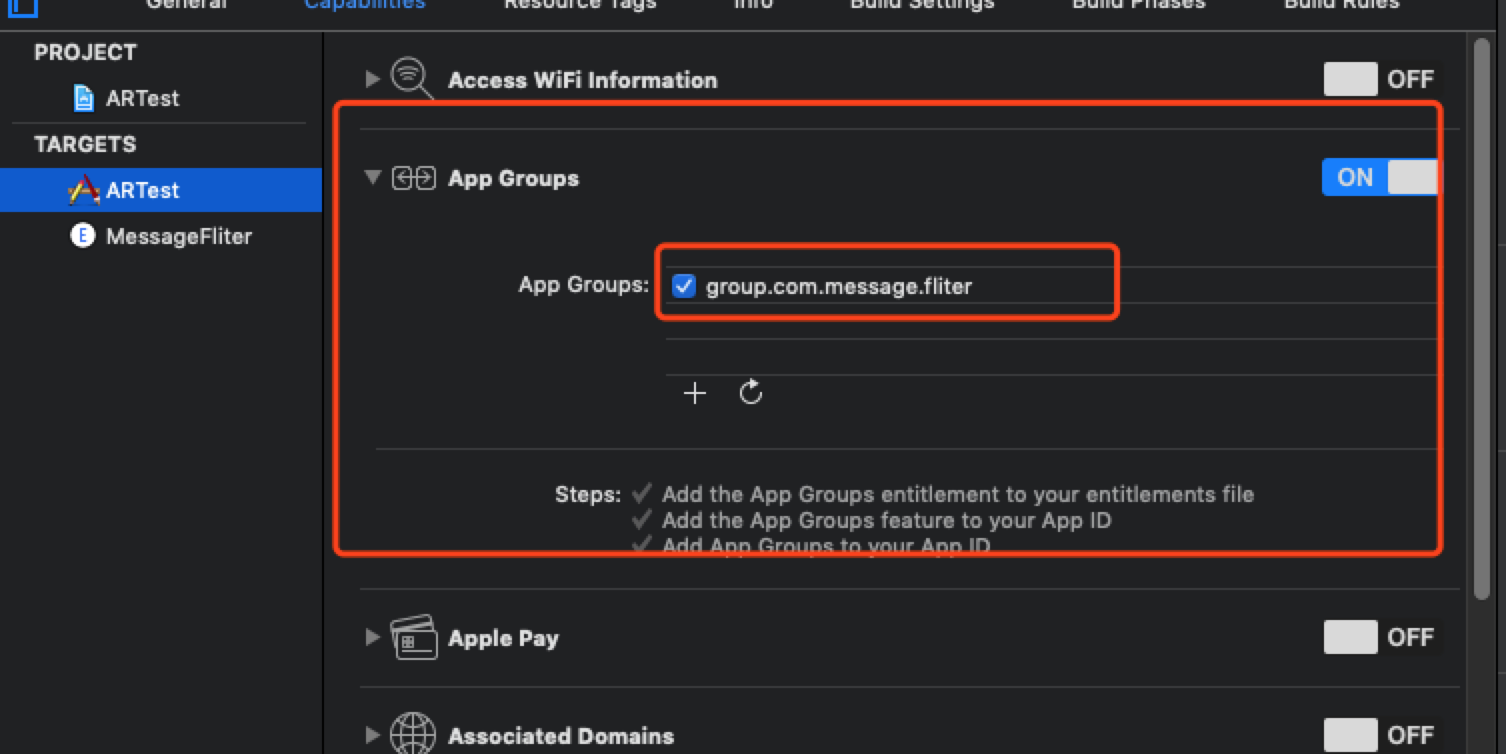 General Capabilities Resource Tags Info Build Settings Build Phases Build Rules
PROJECT
ARTest
TARGETS
ARTest
E MessageFliter
Access WiFi Information OFF
App Groups ON
App Groups: group.com.message.fliter
Steps: Add the App Groups entitlement to your entitlements file
Add the App Groups feature to your App ID
Add App Groups to your App ID
Apple Pay OFF
Associated Domains OFF